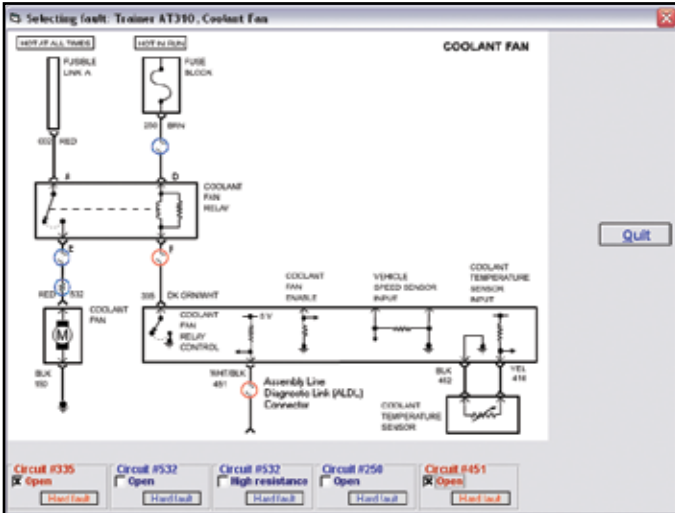 Selecting fault: Trainer AT310, Coolant Fan
HOT AT ALL TIMES
HOT IN RUN
COOLANT FAN
FUSIBLE
LINK A
FUSE
BLOCK
602 RED
250 BRN
A
D
COOLANT
FAN
RELAY
E
F
Quit
RED 532
335 DK GRN/WHT
COOLANT
FAN
ENABLE
VEHICLE
SPEED SENSOR
INPUT
COOLANT
TEMPERATURE
SENSOR
INPUT
COOLANT
FAN
M
COOLANT
FAN
RELAY
CONTROL
5 V
BLK
150
WHT/BLK
451
Assembly Line
Diagnostic Link (ALDL)
Connector
BLK
452
YEL
410
COOLANT
TEMPERATURE
SENSOR
Circuit #335
Open
Hard fault
Circuit #532
Open
Hard fault
Circuit #532
High resistance
Hard fault
Circuit #250
Open
Hard fault
Circuit #451
Open
Hard fault